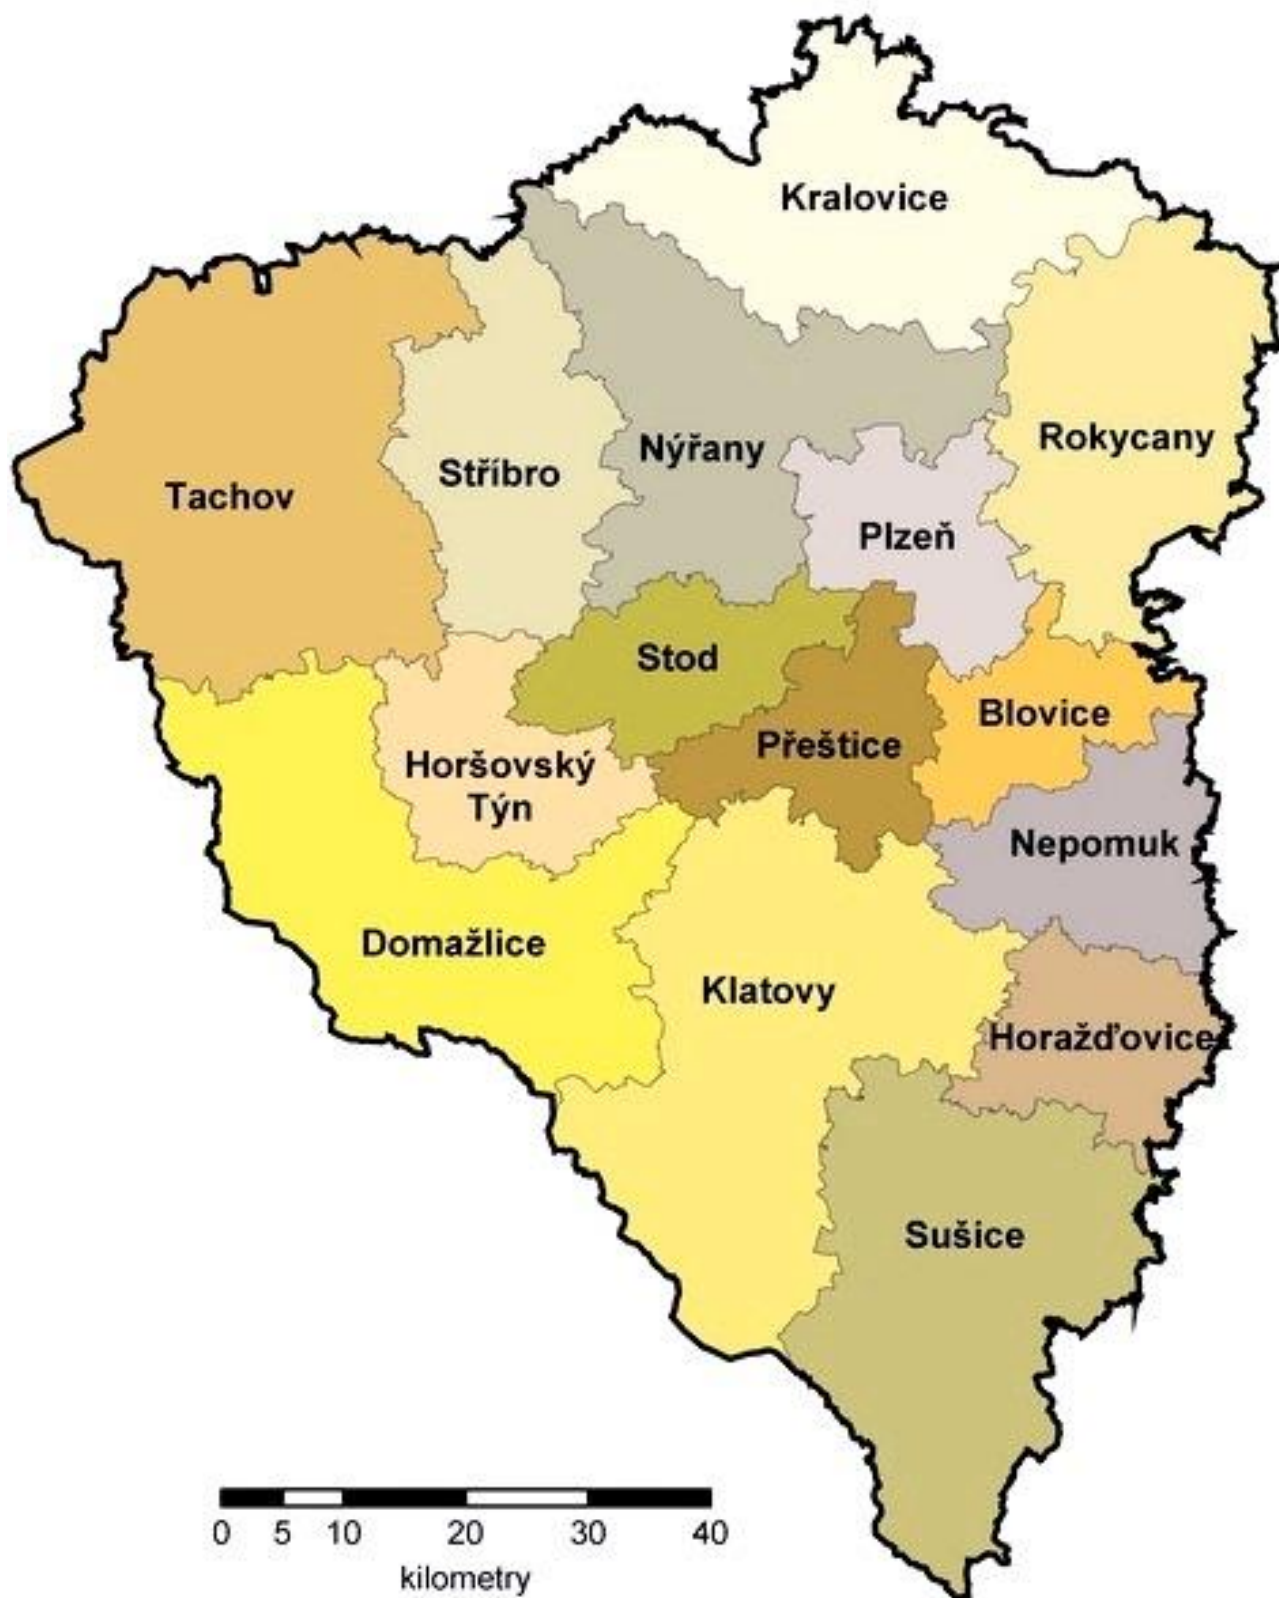 Kralovice
Rokycany
Nýřany
Stříbro
Tachov
Plzeň
Stod
Blovice
Přeštice
Horšovský
Týn
Nepomuk
Domažlice
Klatovy
Horažďovice
Sušice
0 5 10 20 30 40
kilometry